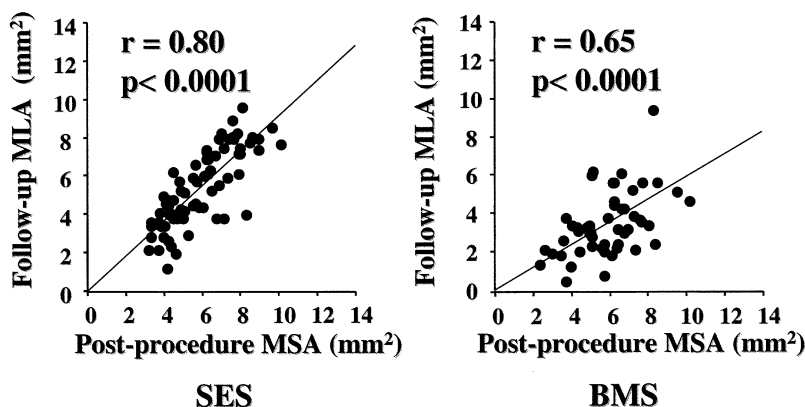 r = 0.80
p< 0.0001
Follow-up MLA (mm²)
14
12
10
8
6
4
2
0
0 2 4 6 8 10 12 14
Post-procedure MSA (mm²)
SES
r = 0.65
p< 0.0001
Follow-up MLA (mm²)
14
12
10
8
6
4
2
0
0 2 4 6 8 10 12 14
Post-procedure MSA (mm²)
BMS